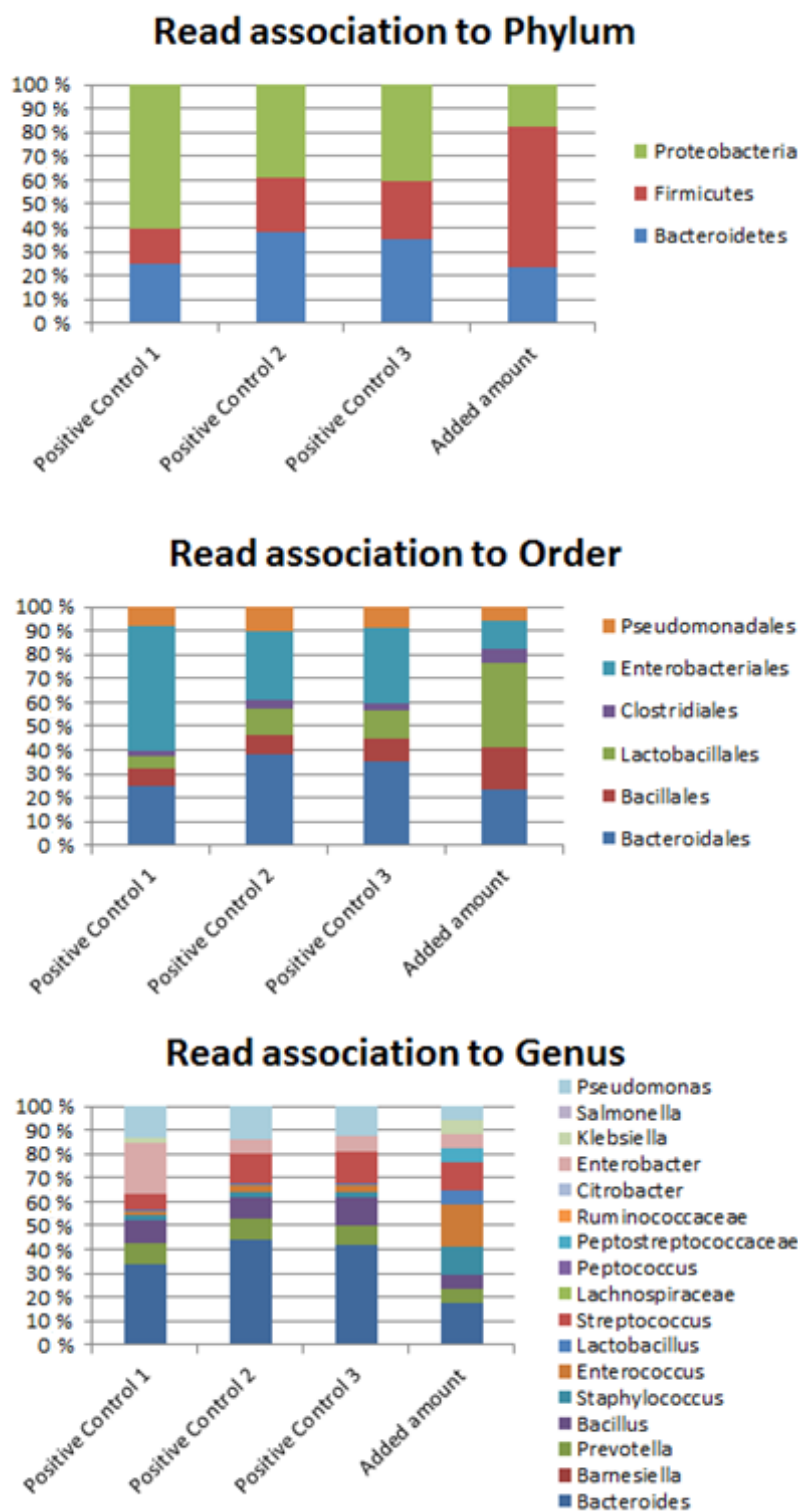 Read association to Phylum
100 %
90 %
80 %
70 %
60 %
50 %
40 %
30 %
20 %
10 %
0 %
Proteobacteria
Firmicutes
Bacteroidetes
Positive Control 1
Positive Control 2
Positive Control 3
Added amount
Read association to Order
100 %
90 %
80 %
70 %
60 %
50 %
40 %
30 %
20 %
10 %
0 %
Pseudomonadales
Enterobacteriales
Clostridiales
Lactobacillales
Bacillales
Bacteroidales
Positive Control 1
Positive Control 2
Positive Control 3
Added amount
Read association to Genus
100 %
90 %
80 %
70 %
60 %
50 %
40 %
30 %
20 %
10 %
0 %
Pseudomonas
Salmonella
Klebsiella
Enterobacter
Citrobacter
Ruminococcaceae
Peptostreptococcaceae
Peptococcus
Lachnospiraceae
Streptococcus
Lactobacillus
Enterococcus
Staphylococcus
Bacillus
Prevotella
Barnesiella
Bacteroides
Positive Control 1
Positive Control 2
Positive Control 3
Added amount